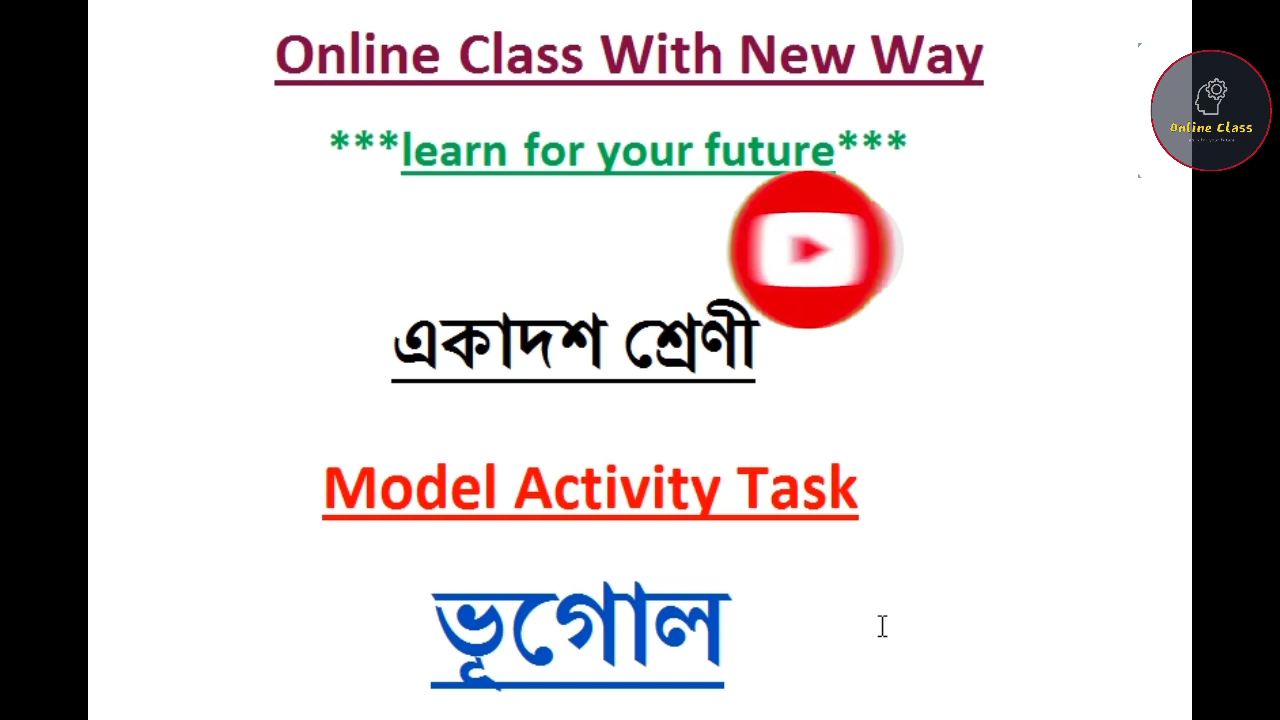 Online Class With New Way
***learn for your future***
Online Class
একাদশ শ্রেণী
Model Activity Task
ভূগোল